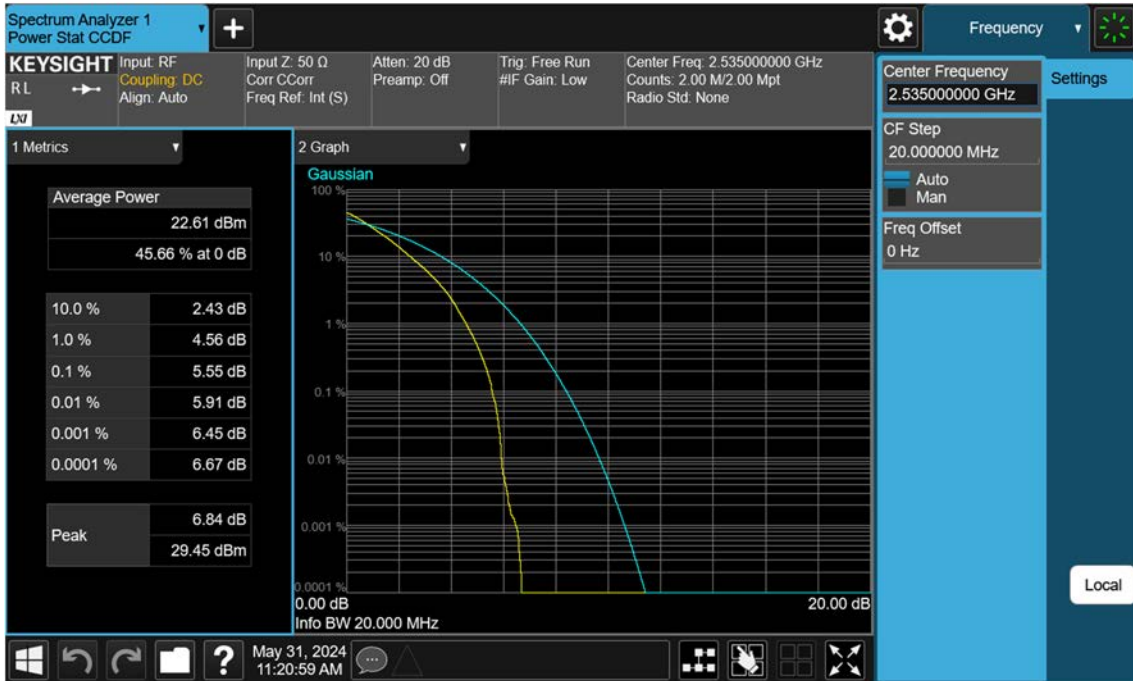 Spectrum Analyzer 1
Power Stat CCDF
+
Frequency
KEYSIGHT
R L
LXI
Input: RF
Coupling: DC
Align: Auto
Input Z: 50 Ω
Corr CCorr
Freq Ref: Int (S)
Atten: 20 dB
Preamp: Off
Trig: Free Run
#IF Gain: Low
Center Freq: 2.535000000 GHz
Counts: 2.00 M/2.00 Mpt
Radio Std: None
Center Frequency
2.535000000 GHz
Settings
CF Step
20.000000 MHz
Auto
Man
Freq Offset
0 Hz
Local
1 Metrics
Average Power
22.61 dBm
45.66 % at 0 dB
10.0 % 2.43 dB
1.0 % 4.56 dB
0.1 % 5.55 dB
0.01 % 5.91 dB
0.001 % 6.45 dB
0.0001 % 6.67 dB
Peak
6.84 dB
29.45 dBm
2 Graph
Gaussian
100 %
10 %
1 %
0.1 %
0.01 %
0.001 %
0.0001 %
0.00 dB 20.00 dB
Info BW 20.000 MHz
?
May 31, 2024
11:20:59 AM